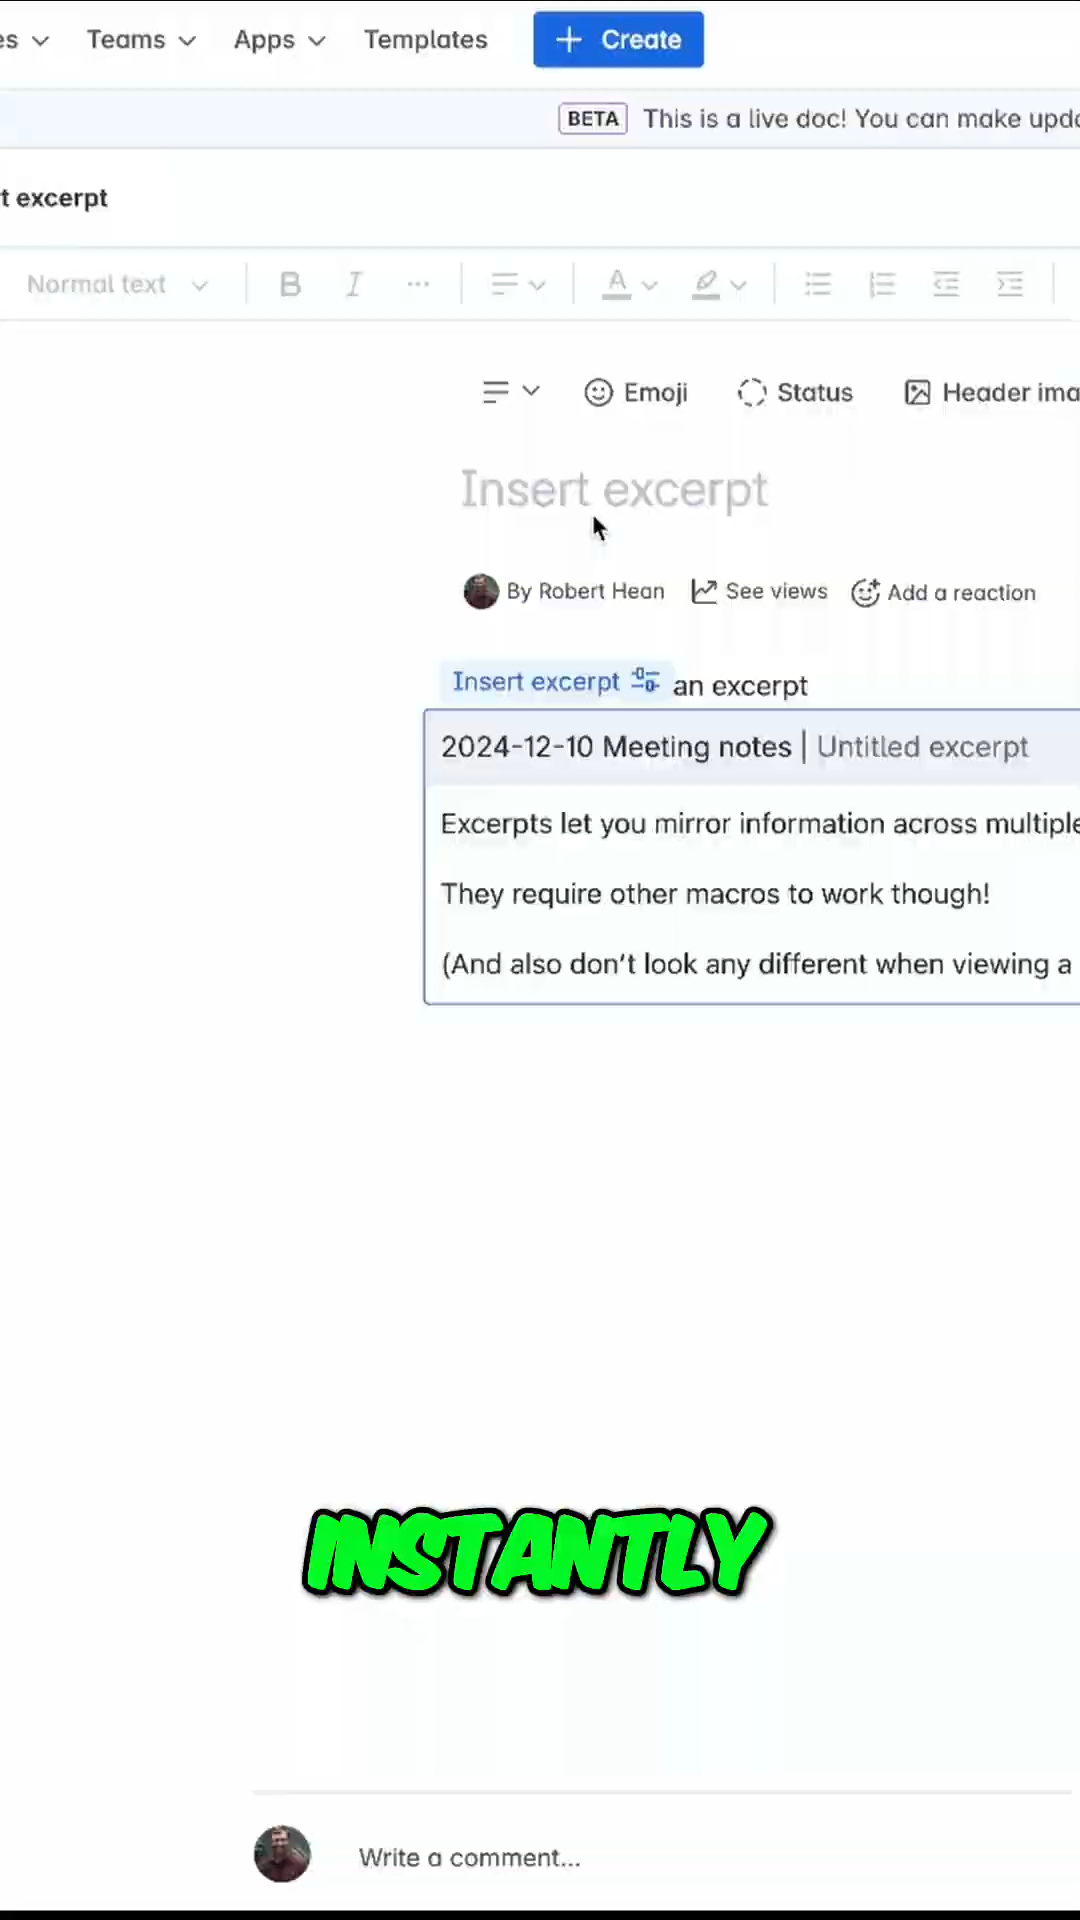 es Teams Apps Templates + Create
BETA This is a live doc! You can make upda
t excerpt
Normal text B I ... A
Emoji Status Header ima
Insert excerpt
By Robert Hean See views Add a reaction
Insert excerpt an excerpt
2024-12-10 Meeting notes | Untitled excerpt
Excerpts let you mirror information across multiple
They require other macros to work though!
(And also don't look any different when viewing a
INSTANTLY
Write a comment...